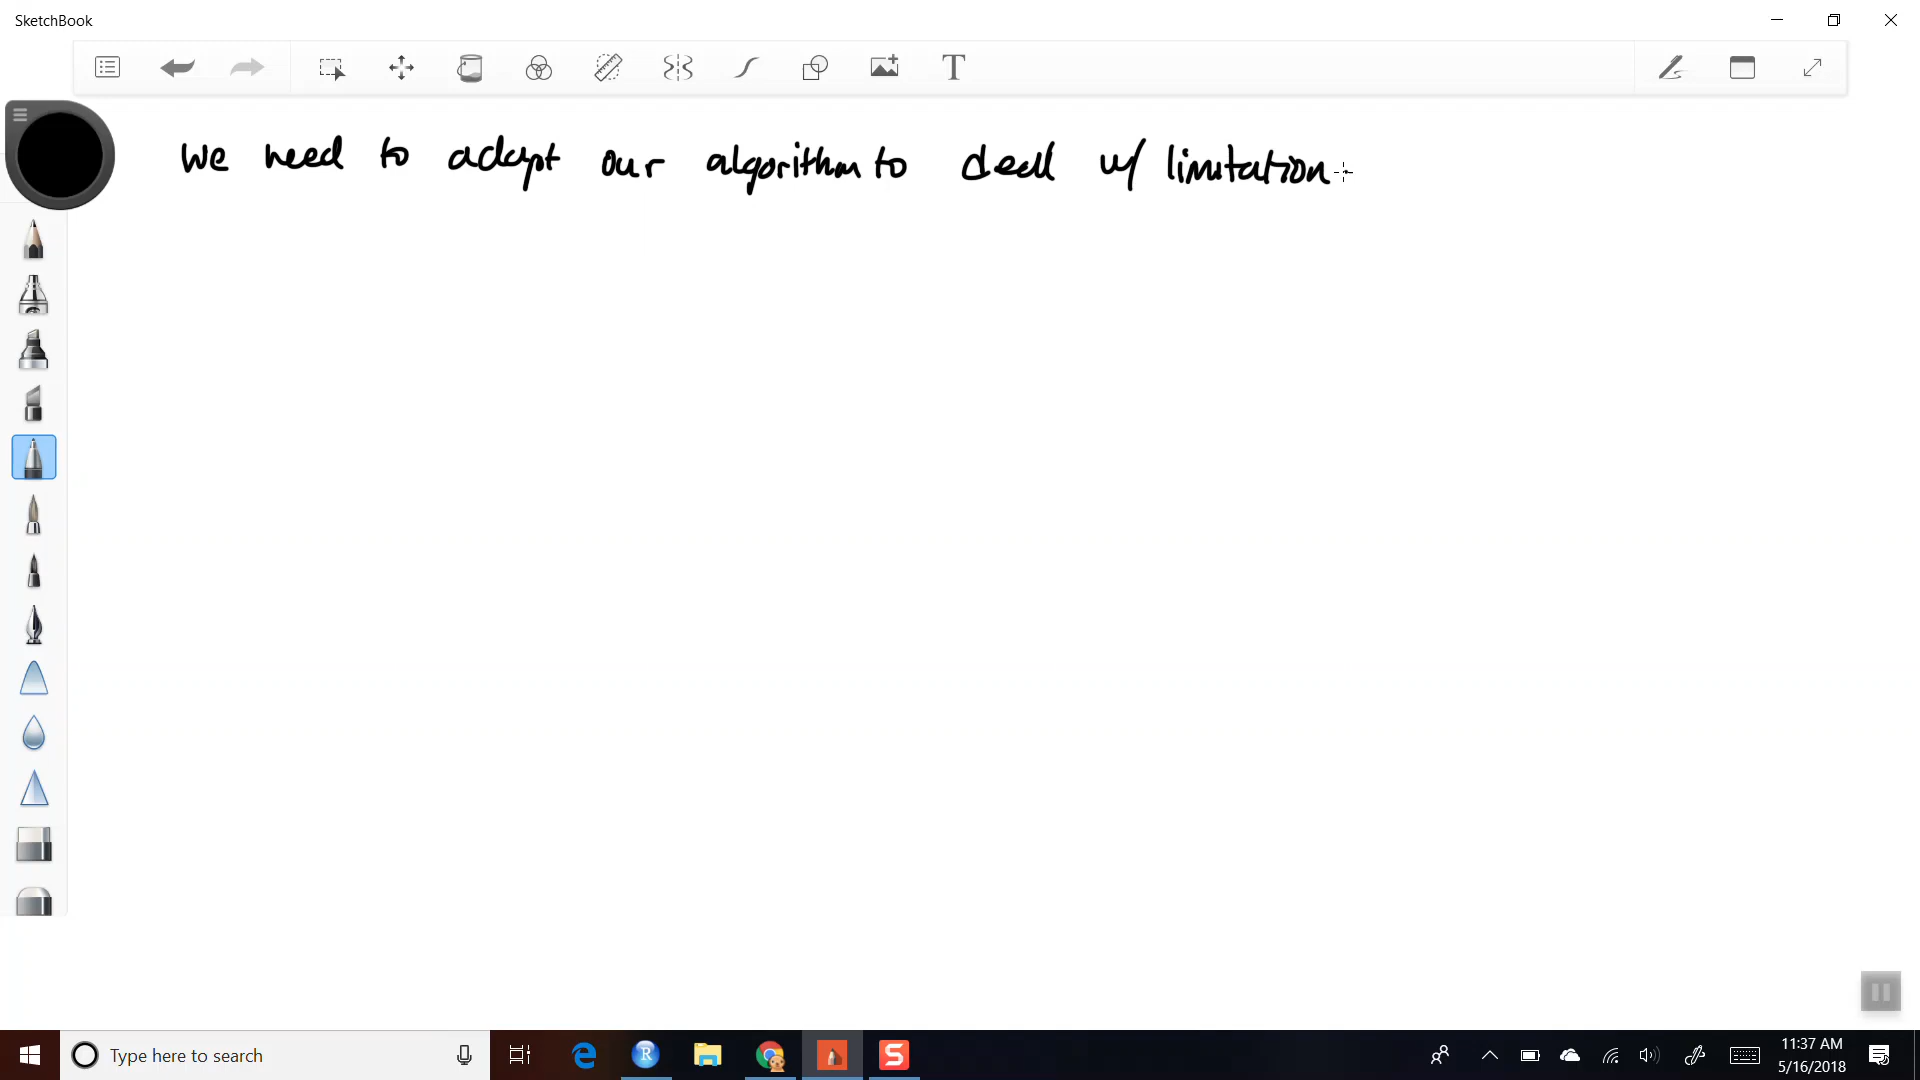 SketchBook
T
We need to adapt our algorithm to deal w/ limitation
Type here to search
R
S
11:37 AM
5/16/2018